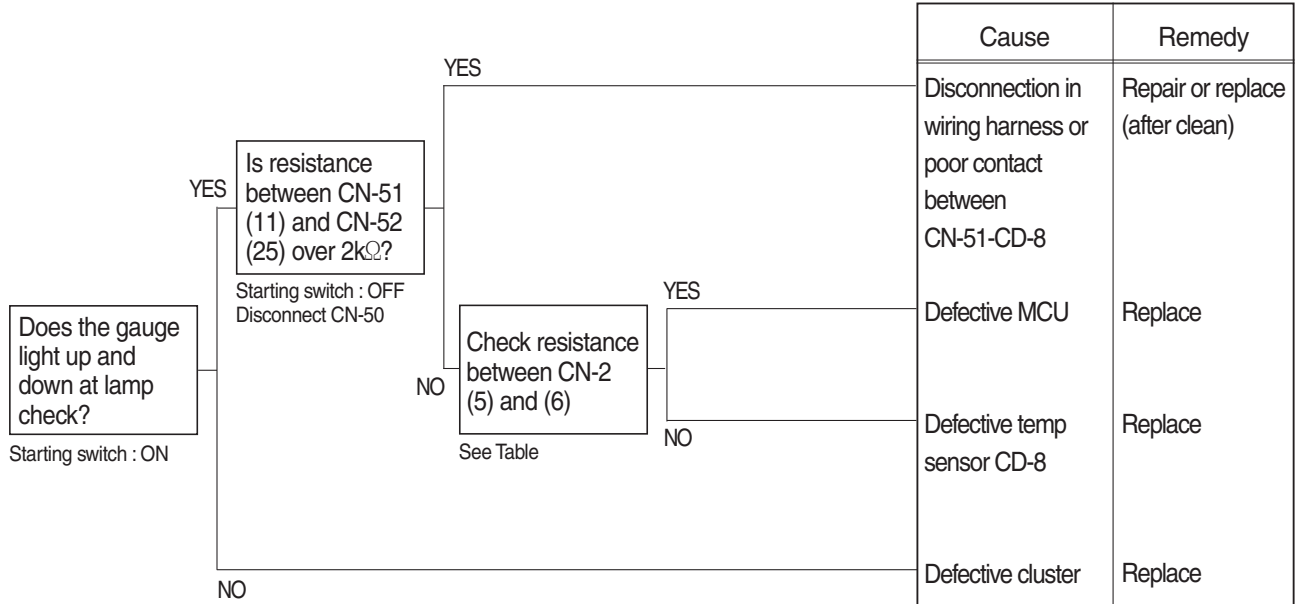 Cause
Remedy
YES
Disconnection in
wiring harness or
poor contact
between
CN-51-CD-8
Repair or replace
(after clean)
YES
Is resistance
between CN-51
(11) and CN-52
(25) over 2kΩ?
Starting switch : OFF
Disconnect CN-50
YES
Defective MCU
Replace
Does the gauge
light up and
down at lamp
check?
Starting switch : ON
NO
Check resistance
between CN-2
(5) and (6)
See Table
NO
Defective temp
sensor CD-8
Replace
NO
Defective cluster
Replace